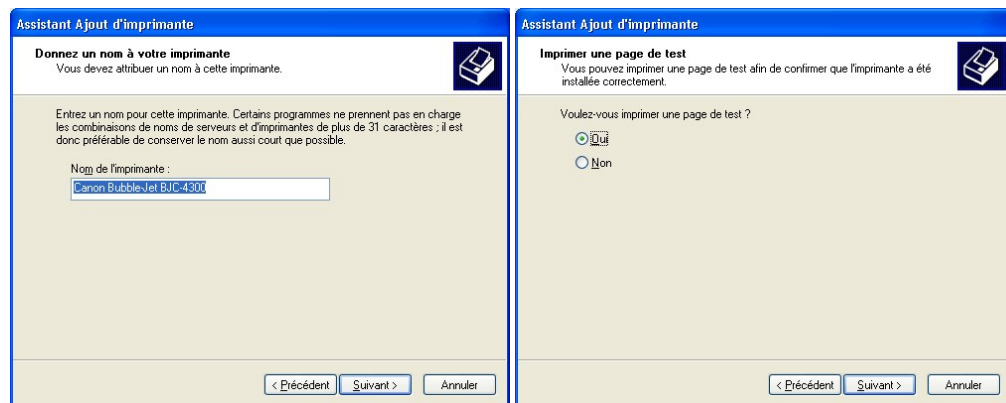 Assistant Ajout d'imprimante
Donnez un nom à votre imprimante
Vous devez attribuer un nom à cette imprimante.
Entrez un nom pour cette imprimante. Certains programmes ne prennent pas en charge
les combinaisons de noms de serveurs et d'imprimantes de plus de 31 caractères ; il est
donc préférable de conserver le nom aussi court que possible.
Nom de l'imprimante :
Canon Bubble-Jet BJC-4300
< Précédent
Suivant >
Annuler
Assistant Ajout d'imprimante
Imprimer une page de test
Vous pouvez imprimer une page de test afin de confirmer que l'imprimante a été
installée correctement.
Voulez-vous imprimer une page de test ?
Oui
Non
< Précédent
Suivant >
Annuler